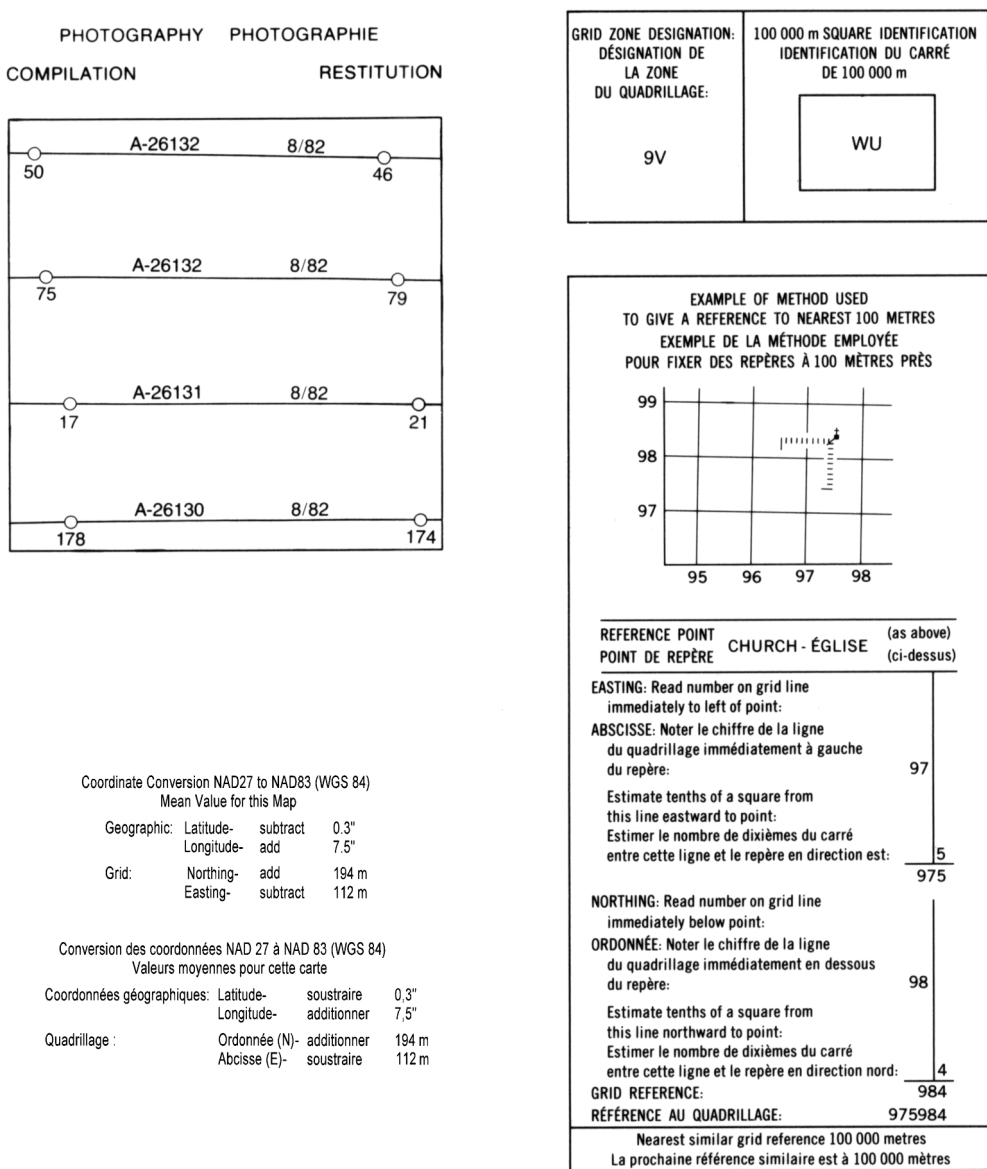 PHOTOGRAPHY PHOTOGRAPHIE
COMPILATION RESTITUTION
A-26132 8/82
50 46
A-26132 8/82
75 79
A-26131 8/82
17 21
A-26130 8/82
178 174
Coordinate Conversion NAD27 to NAD83 (WGS 84)
Mean Value for this Map
Geographic: Latitude- subtract 0.3"
Longitude- add 7.5"
Grid: Northing- add 194 m
Easting- subtract 112 m
Conversion des coordonnées NAD 27 à NAD 83 (WGS 84)
Valeurs moyennes pour cette carte
Coordonnées géographiques: Latitude- soustraire 0,3"
Longitude- additionner 7,5"
Quadrillage : Ordonnée (N)- additionner 194 m
Abcisse (E)- soustraire 112 m
GRID ZONE DESIGNATION:
DÉSIGNATION DE
LA ZONE
DU QUADRILLAGE:
9V
100 000 m SQUARE IDENTIFICATION
IDENTIFICATION DU CARRÉ
DE 100 000 m
WU
EXAMPLE OF METHOD USED
TO GIVE A REFERENCE TO NEAREST 100 METRES
EXEMPLE DE LA MÉTHODE EMPLOYÉE
POUR FIXER DES REPÈRES À 100 MÈTRES PRÈS
99
98
97
95 96 97 98
REFERENCE POINT CHURCH - ÉGLISE (as above)
POINT DE REPÈRE (ci-dessus)
EASTING: Read number on grid line
immediately to left of point:
ABSCISSE: Noter le chiffre de la ligne
du quadrillage immédiatement à gauche
du repère: 97
Estimate tenths of a square from
this line eastward to point:
Estimer le nombre de dixièmes du carré
entre cette ligne et le repère en direction est: 5
975
NORTHING: Read number on grid line
immediately below point:
ORDONNÉE: Noter le chiffre de la ligne
du quadrillage immédiatement en dessous
du repère: 98
Estimate tenths of a square from
this line northward to point:
Estimer le nombre de dixièmes du carré
entre cette ligne et le repère en direction nord: 4
GRID REFERENCE: 984
RÉFÉRENCE AU QUADRILLAGE: 975984
Nearest similar grid reference 100 000 metres
La prochaine référence similaire est à 100 000 mètres